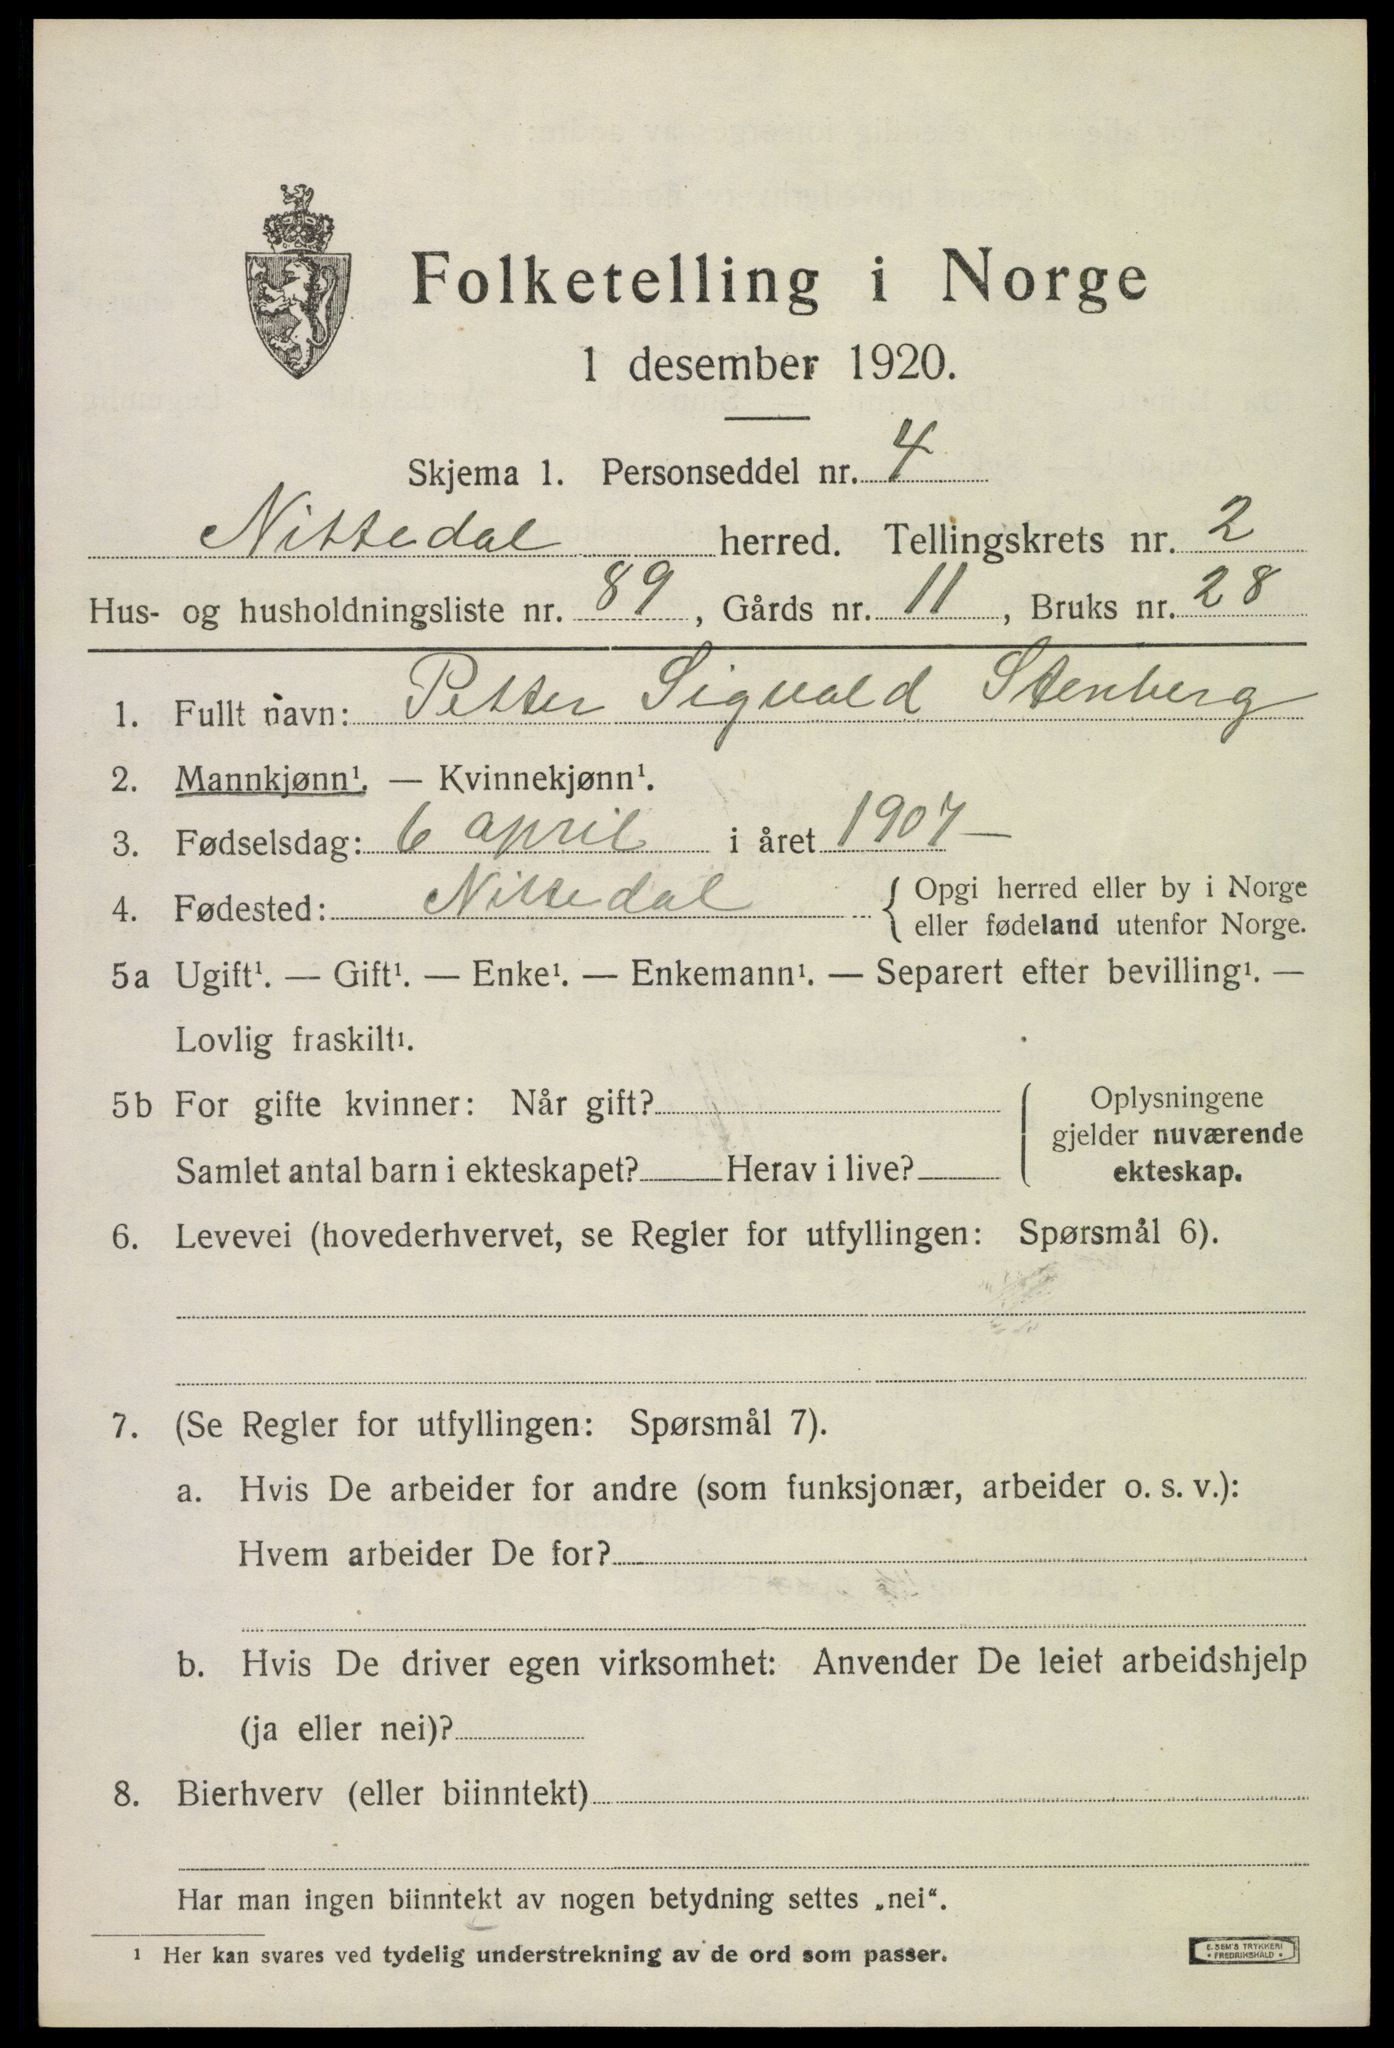 Folketelling i Norge
1 desember 1920.
Skjema 1. Personseddel nr. 4
Nittedal herred. Tellingskrets nr. 2
Hus- og husholdningsliste nr. 89, Gårds nr. 11, Bruks nr. 28
1. Fullt navn: Petter Sigvald Stenberg
2. Mannkjønn¹. — Kvinnekjønn¹.
3. Fødselsdag: 6 april i året 1907
4. Fødested: Nittedal { Opgi herred eller by i Norge
eller fødeland utenfor Norge.
5a Ugift¹. — Gift¹. — Enke¹. — Enkemann¹. — Separert efter bevilling¹. —
Lovlig fraskilt¹.
5b For gifte kvinner: Når gift?
Samlet antal barn i ekteskapet? Herav i live?
Oplysningene
gjelder nuværende
ekteskap.
6. Levevei (hovederhvervet, se Regler for utfyllingen: Spørsmål 6).
7. (Se Regler for utfyllingen: Spørsmål 7).
a. Hvis De arbeider for andre (som funksjonær, arbeider o. s. v.):
Hvem arbeider De for?
b. Hvis De driver egen virksomhet: Anvender De leiet arbeidshjelp
(ja eller nei)?
8. Bierhverv (eller biinntekt)
Har man ingen biinntekt av nogen betydning settes „nei“.
¹ Her kan svares ved tydelig understrekning av de ord som passer.
E. SEM'S TRYKKERI
• FREDRIKSHALD •